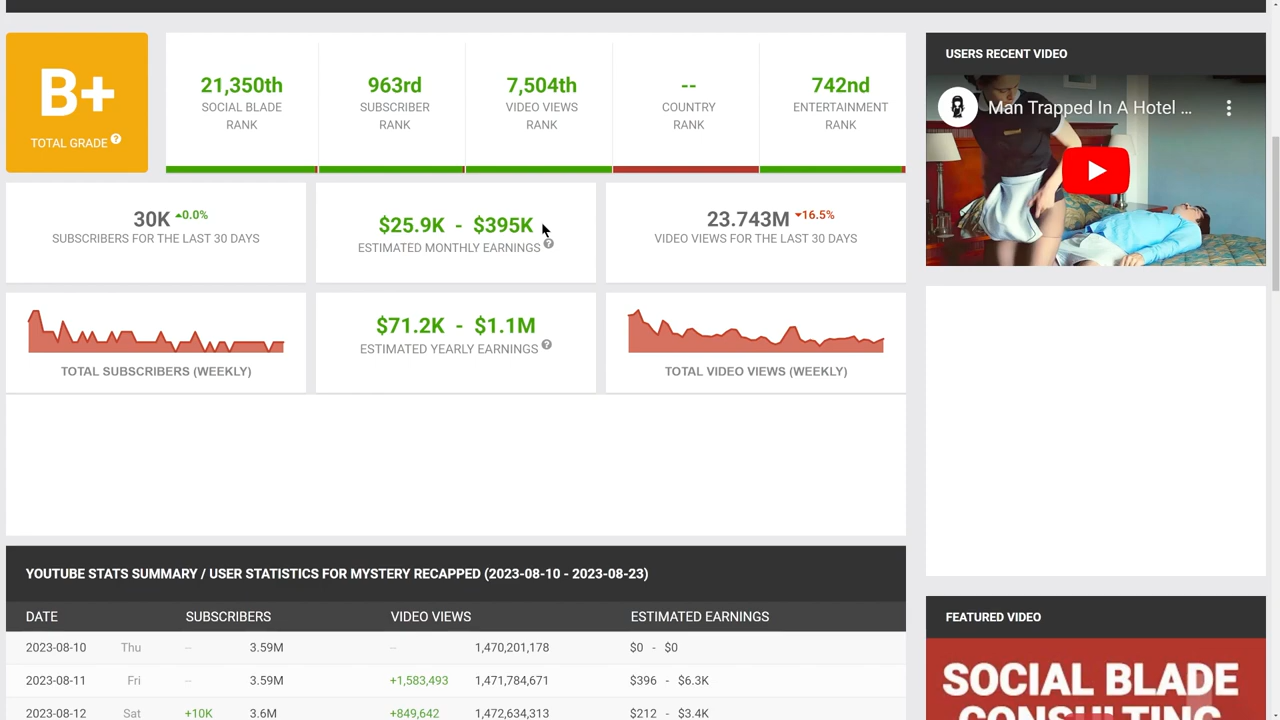 B+
TOTAL GRADE ?
21,350th
SOCIAL BLADE
RANK
963rd
SUBSCRIBER
RANK
7,504th
VIDEO VIEWS
RANK
--
COUNTRY
RANK
742nd
ENTERTAINMENT
RANK
30K 0.0%
SUBSCRIBERS FOR THE LAST 30 DAYS
$25.9K - $395K
ESTIMATED MONTHLY EARNINGS ?
23.743M 16.5%
VIDEO VIEWS FOR THE LAST 30 DAYS
TOTAL SUBSCRIBERS (WEEKLY)
$71.2K - $1.1M
ESTIMATED YEARLY EARNINGS ?
TOTAL VIDEO VIEWS (WEEKLY)
YOUTUBE STATS SUMMARY / USER STATISTICS FOR MYSTERY RECAPPED (2023-08-10 - 2023-08-23)
DATE SUBSCRIBERS VIDEO VIEWS ESTIMATED EARNINGS
2023-08-10 Thu -- 3.59M -- 1,470,201,178 $0 - $0
2023-08-11 Fri -- 3.59M +1,583,493 1,471,784,671 $396 - $6.3K
2023-08-12 Sat +10K 3.6M +849,642 1,472,634,313 $212 - $3.4K
USERS RECENT VIDEO
Man Trapped In A Hotel ...
FEATURED VIDEO
SOCIAL BLADE
CONSULTING